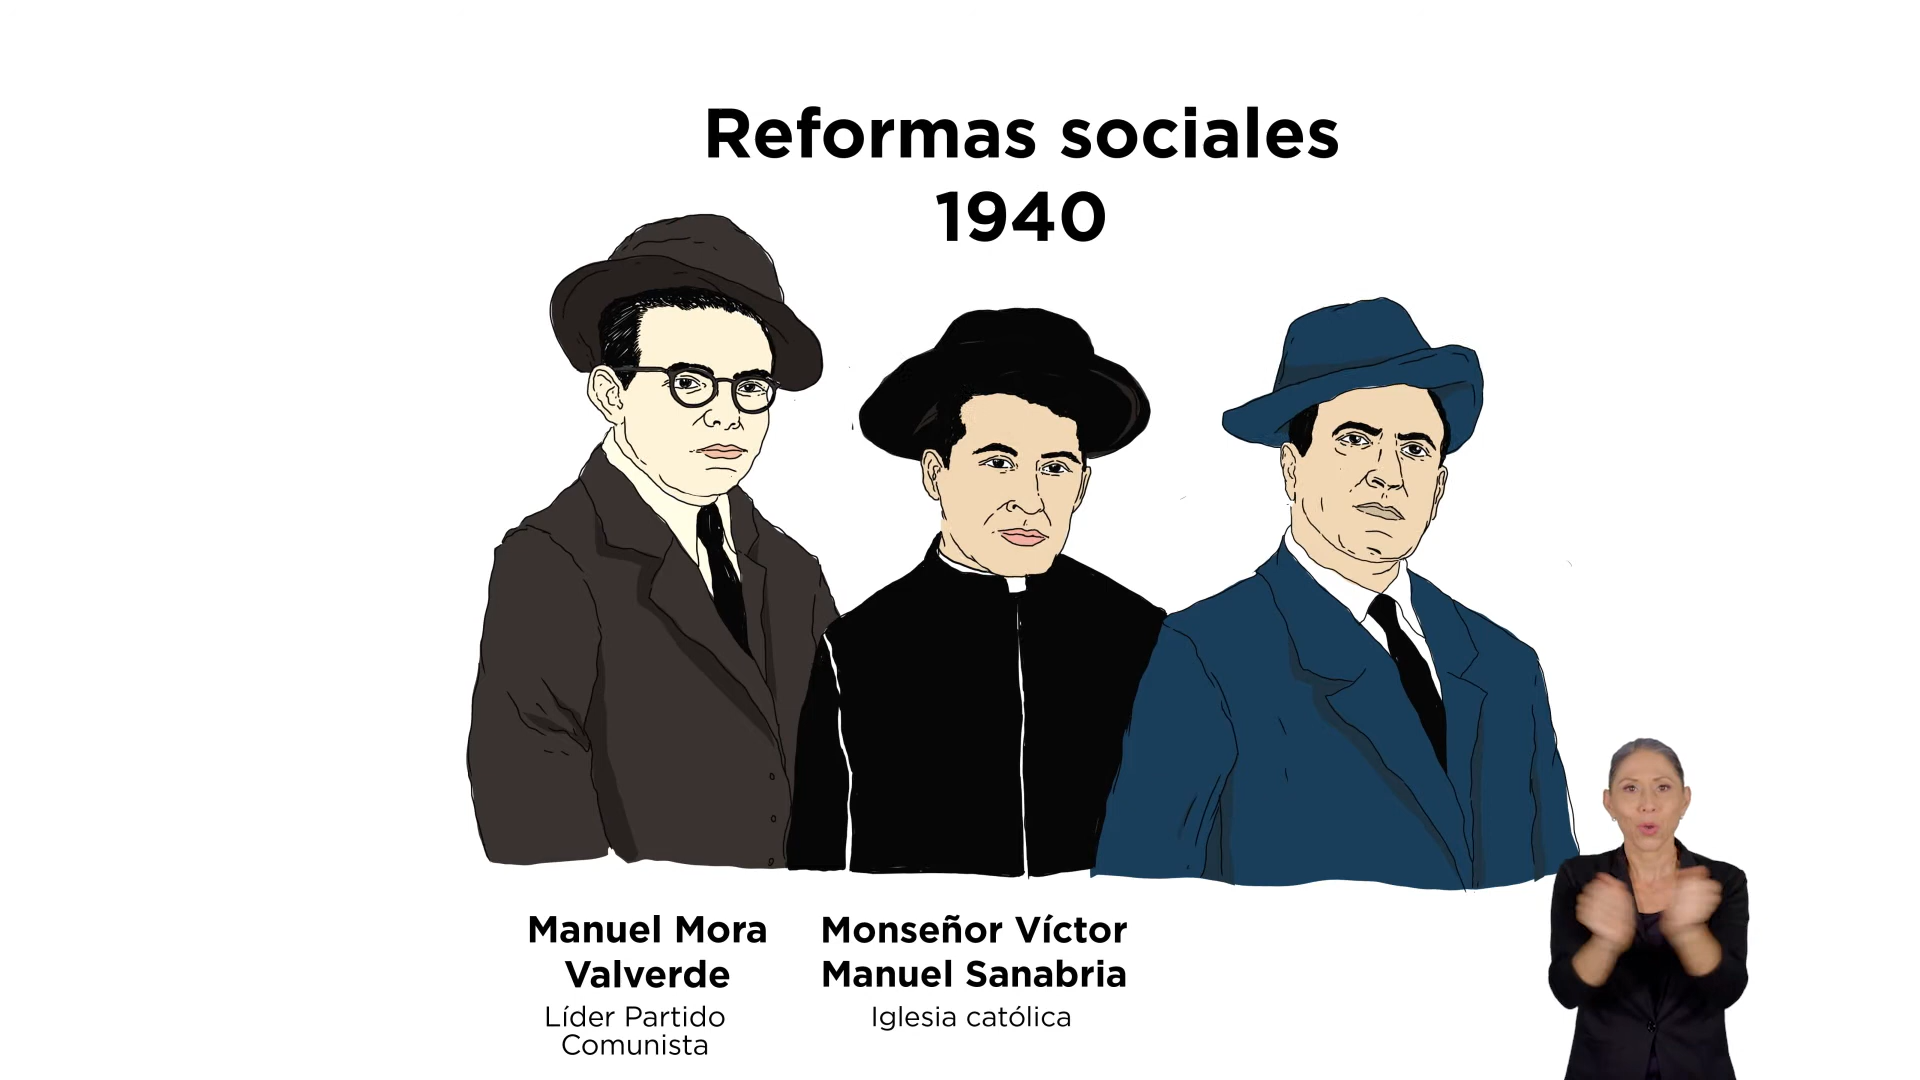 Reformas sociales
1940
Manuel Mora
Valverde
Líder Partido
Comunista
Monseñor Víctor
Manuel Sanabria
Iglesia católica